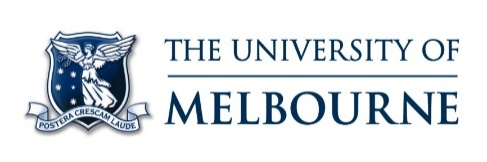 THE UNIVERSITY OF
MELBOURNE
POSTERA CRESCAM LAUDE